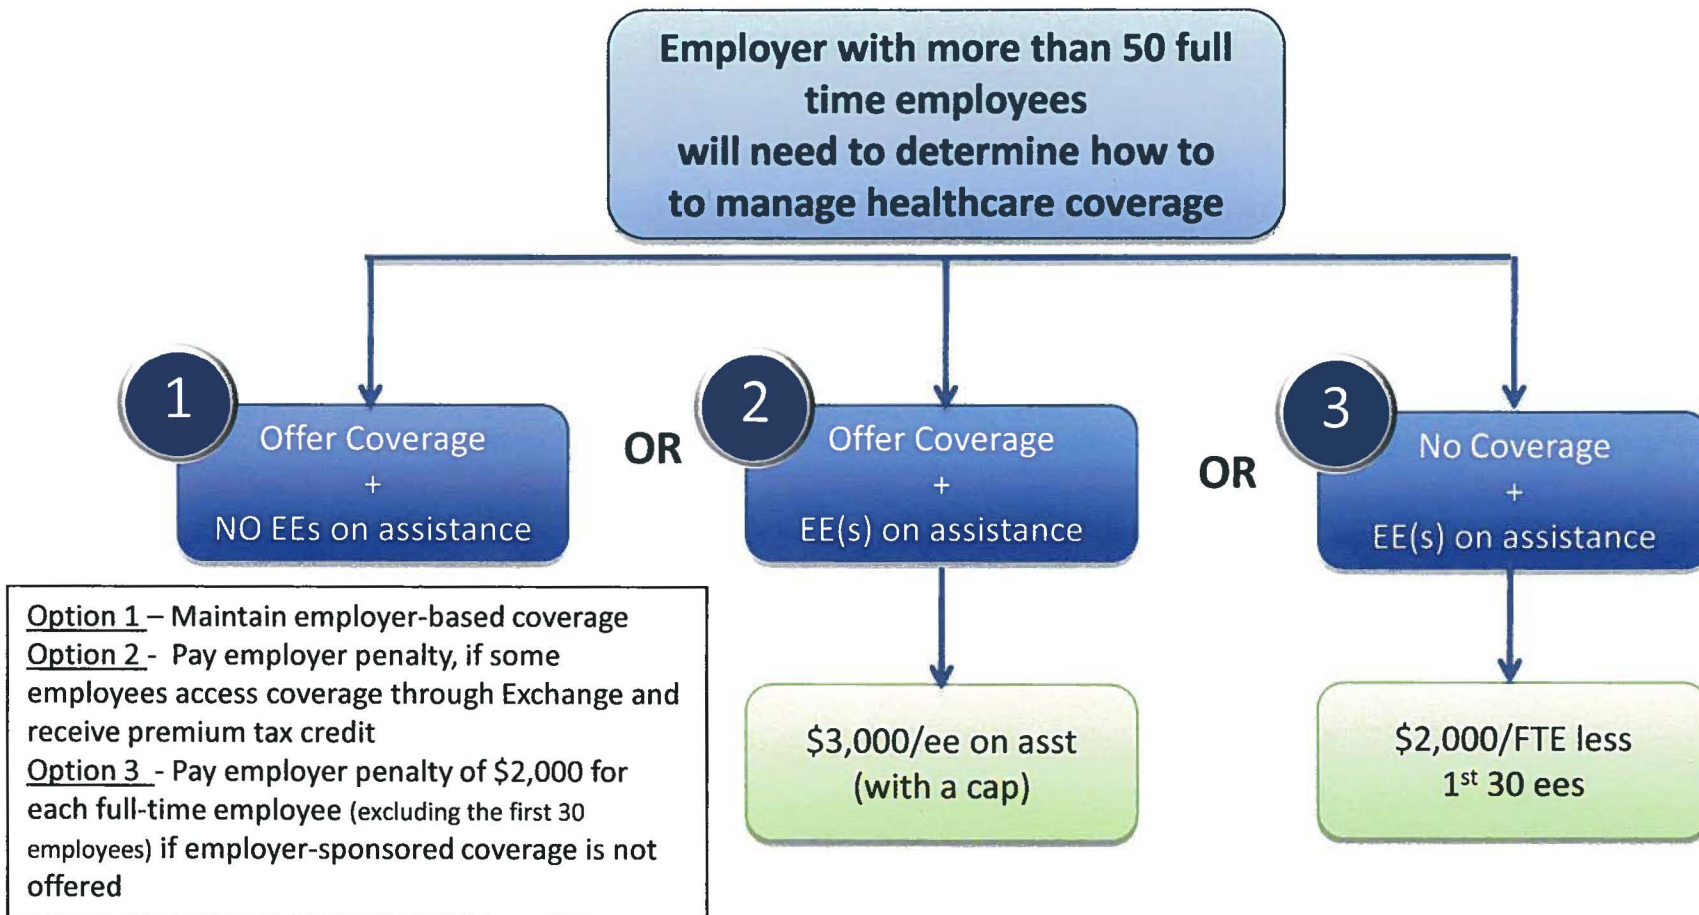 Employer with more than 50 full
time employees
will need to determine how to
to manage healthcare coverage
1
Offer Coverage
+
NO EEs on assistance
OR
2
Offer Coverage
+
EE(s) on assistance
OR
3
No Coverage
+
EE(s) on assistance
Option 1 – Maintain employer-based coverage
Option 2 - Pay employer penalty, if some
employees access coverage through Exchange and
receive premium tax credit
Option 3 - Pay employer penalty of $2,000 for
each full-time employee (excluding the first 30
employees) if employer-sponsored coverage is not
offered
$3,000/ee on asst
(with a cap)
$2,000/FTE less
1st 30 ees